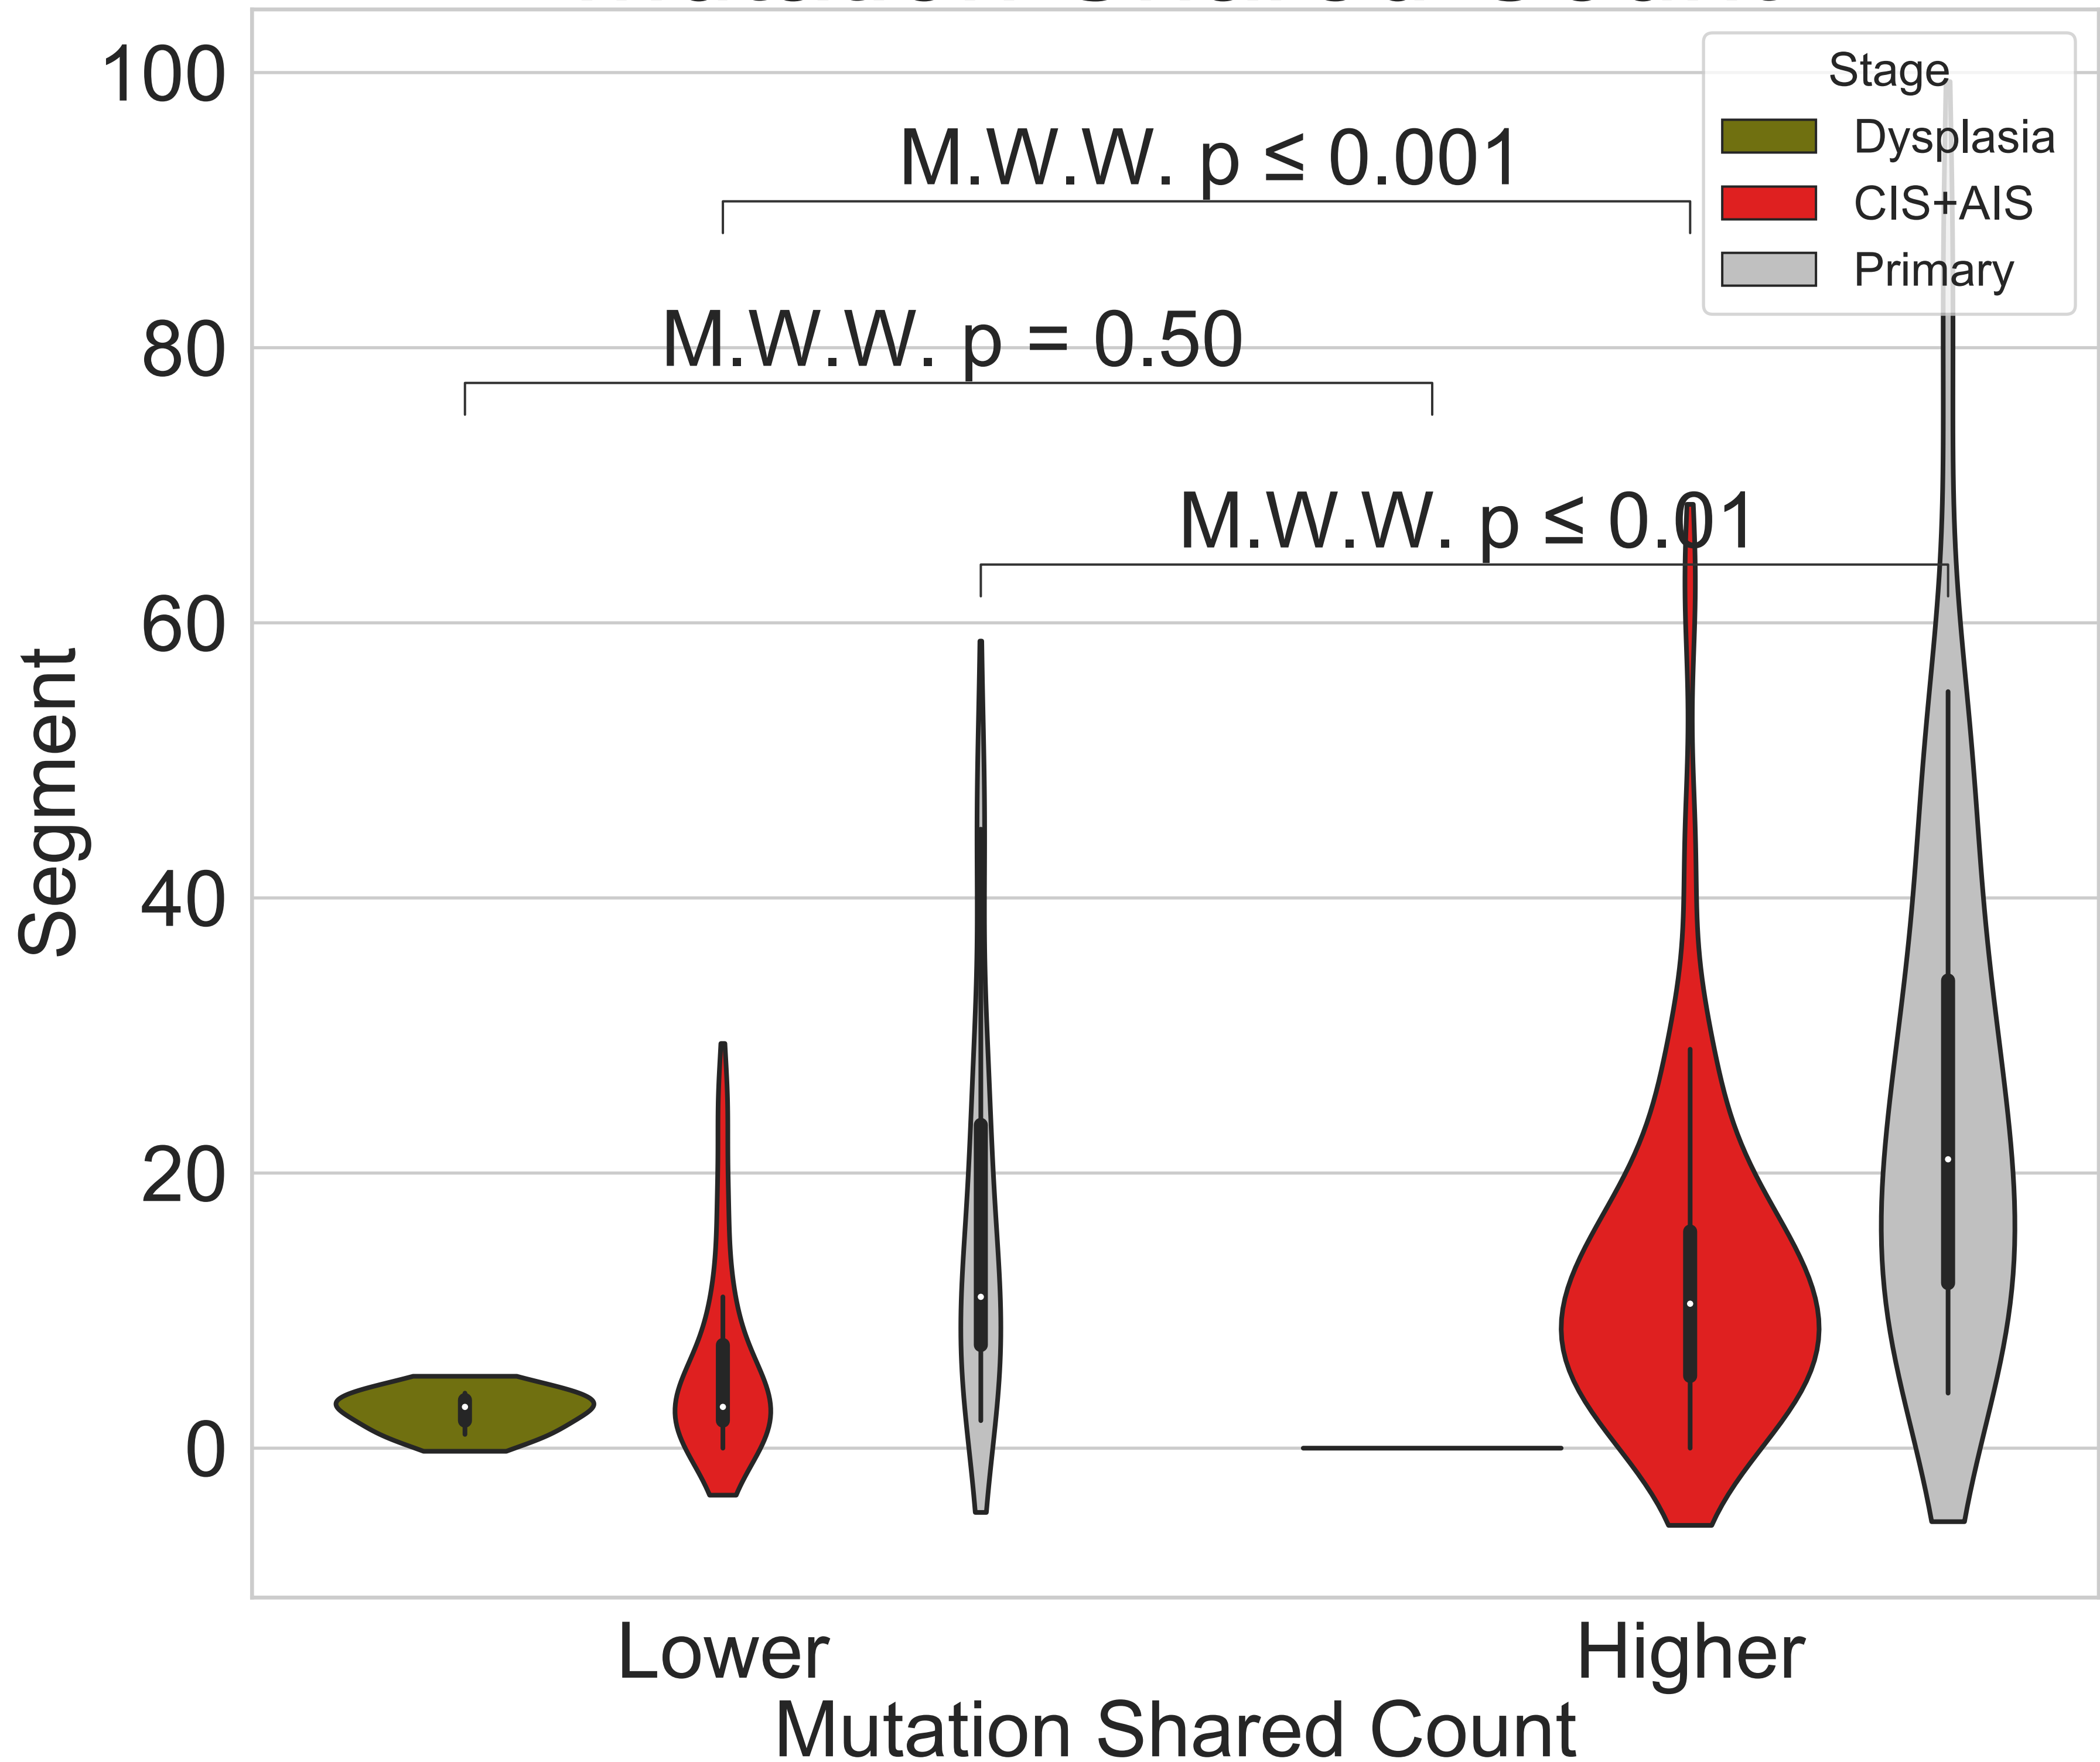 100
80
60
40
20
0
Segment
M.W.W. p ≤ 0.001
M.W.W. p = 0.50
M.W.W. p ≤ 0.01
Stage
Dysplasia
CIS+AIS
Primary
Lower
Higher
Mutation Shared Count